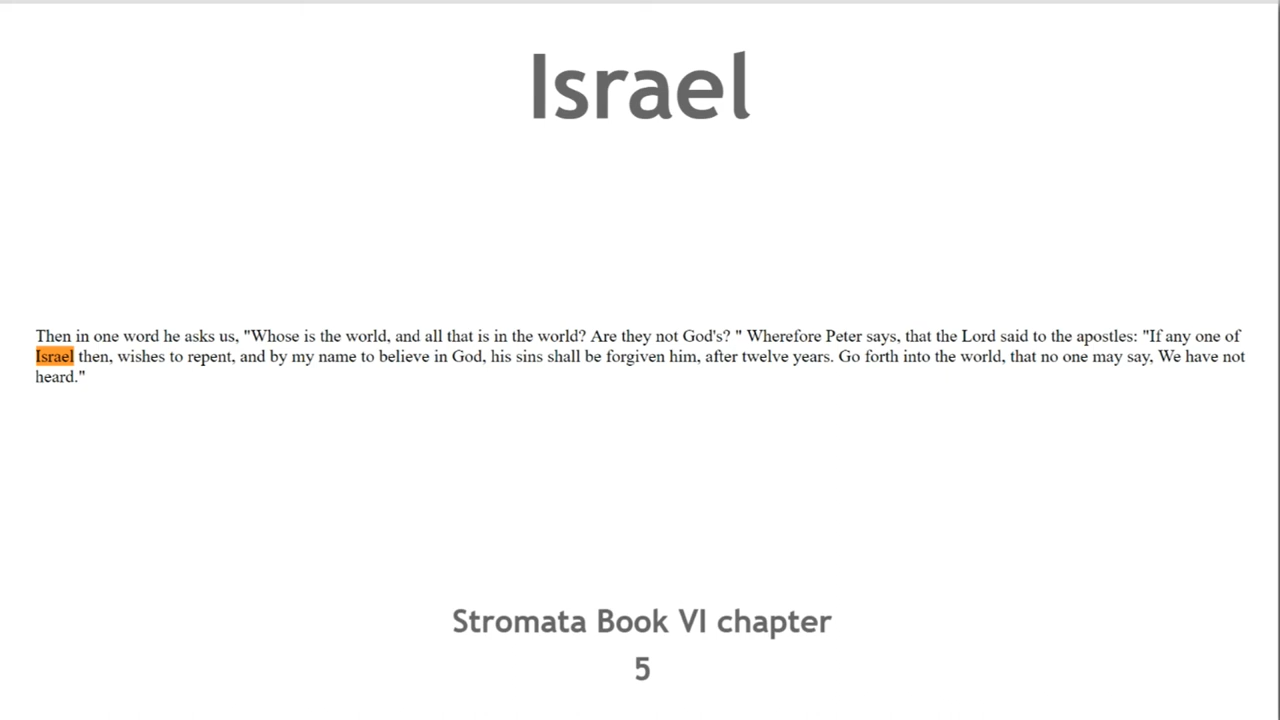 Israel
Then in one word he asks us, "Whose is the world, and all that is in the world? Are they not God's? " Wherefore Peter says, that the Lord said to the apostles: "If any one of
Israel then, wishes to repent, and by my name to believe in God, his sins shall be forgiven him, after twelve years. Go forth into the world, that no one may say, We have not
heard."
Stromata Book VI chapter
5